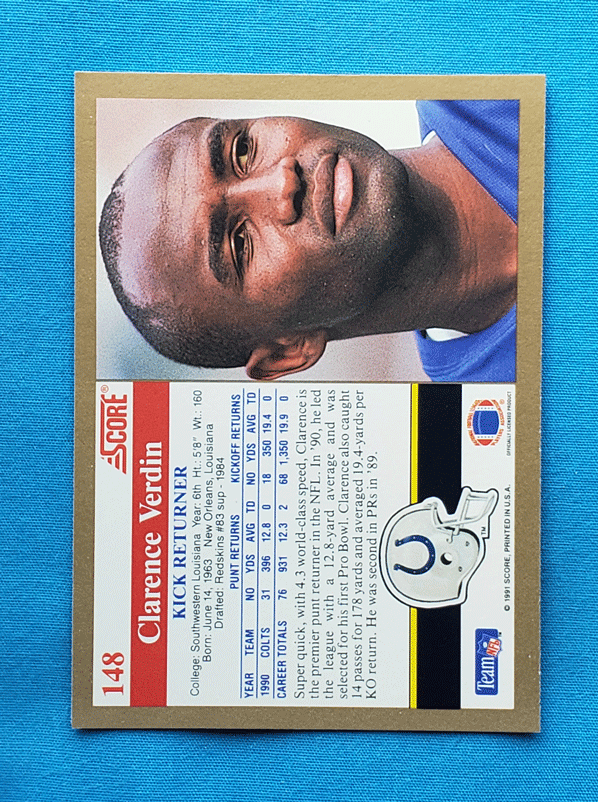 148
SCORE®
Clarence Verdin
KICK RETURNER
College: Southwestern Louisiana Year: 6th Ht.: 5'8" Wt.: 160
Born: June 14, 1963 New Orleans, Louisiana
Drafted: Redskins #83 sup - 1984
PUNT RETURNS KICKOFF RETURNS
YEAR TEAM NO YDS AVG TD NO YDS AVG TD
1990 COLTS 31 396 12.8 0 18 350 19.4 0
CAREER TOTALS 76 931 12.3 2 68 1,350 19.9 0
Super quick, with 4.3 world-class speed, Clarence is
the premier punt returner in the NFL. In '90, he led
the league with a 12.8-yard average and was
selected for his first Pro Bowl. Clarence also caught
14 passes for 178 yards and averaged 19.4-yards per
KO return. He was second in PRs in '89.
TM
Team NFL
© 1991 SCORE, PRINTED IN U.S.A.
OFFICIALLY LICENSED PRODUCT